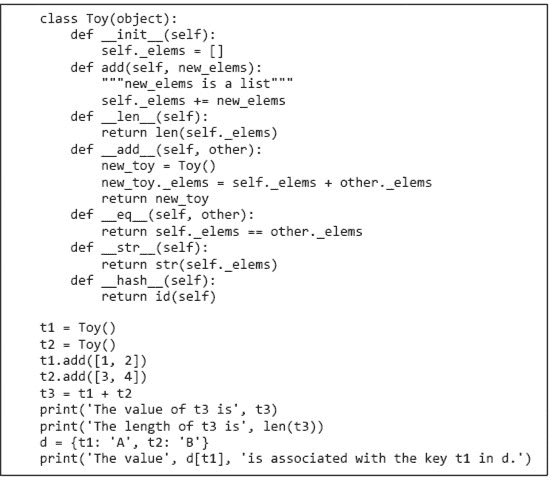 class Toy(object):
    def __init__(self):
        self._elems = []
    def add(self, new_elems):
        """new_elems is a list"""
        self._elems += new_elems
    def __len__(self):
        return len(self._elems)
    def __add__(self, other):
        new_toy = Toy()
        new_toy._elems = self._elems + other._elems
        return new_toy
    def __eq__(self, other):
        return self._elems == other._elems
    def __str__(self):
        return str(self._elems)
    def __hash__(self):
        return id(self)

t1 = Toy()
t2 = Toy()
t1.add([1, 2])
t2.add([3, 4])
t3 = t1 + t2
print('The value of t3 is', t3)
print('The length of t3 is', len(t3))
d = {t1: 'A', t2: 'B'}
print('The value', d[t1], 'is associated with the key t1 in d.')